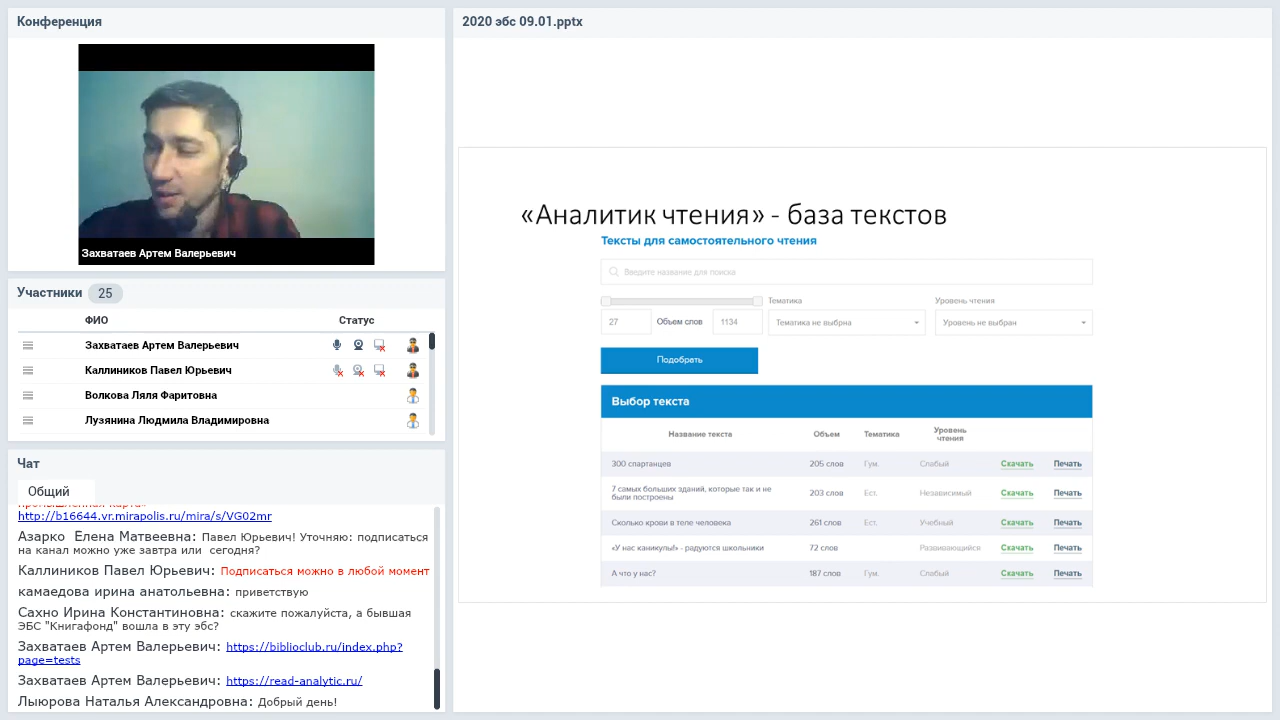 Конференция
Захватаев Артем Валерьевич
Участники 25
ФИО Статус
Захватаев Артем Валерьевич
Каллиников Павел Юрьевич
Волкова Ляля Фаритовна
Лузянина Людмила Владимировна
Чат
Общий
http://b16644.vr.mirapolis.ru/mira/s/VG02mr
Азарко Елена Матвеевна: Павел Юрьевич! Уточняю: подписаться
на канал можно уже завтра или сегодня?
Каллиников Павел Юрьевич: Подписаться можно в любой момент
камаедова ирина анатольевна: приветствую
Сахно Ирина Константиновна: скажите пожалуйста, а бывшая
ЭБС "Книгафонд" вошла в эту эбс?
Захватаев Артем Валерьевич: https://biblioclub.ru/index.php?
page=tests
Захватаев Артем Валерьевич: https://read-analytic.ru/
Лыюрова Наталья Александровна: Добрый день!
2020 эбс 09.01.pptx
«Аналитик чтения» - база текстов
Тексты для самостоятельного чтения
Введите название для поиска
Тематика Уровень чтения
27 Объем слов 1134 Тематика не выбрна Уровень не выбран
Подобрать
Выбор текста
Название текста Объем Тематика Уровень
чтения
300 спартанцев 205 слов Гум. Слабый Скачать Печать
7 самых больших зданий, которые так и не
были построены 203 слов Ест. Независимый Скачать Печать
Сколько крови в теле человека 261 слов Ест. Учебный Скачать Печать
«У нас каникулы!» - радуются школьники 72 слов Развивающийся Скачать Печать
А что у нас? 187 слов Гум. Слабый Скачать Печать